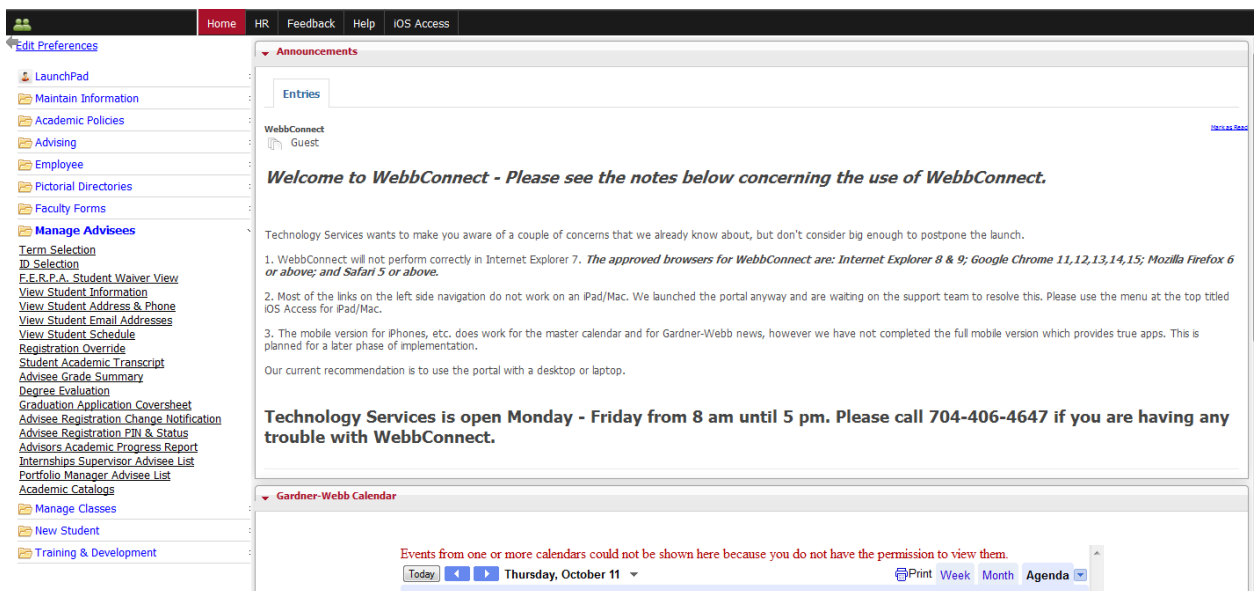 Home HR Feedback Help iOS Access
Edit Preferences
LaunchPad
Maintain Information
Academic Policies
Advising
Employee
Pictorial Directories
Faculty Forms
Manage Advisees
Term Selection
ID Selection
F.E.R.P.A. Student Waiver View
View Student Information
View Student Address & Phone
View Student Email Addresses
View Student Schedule
Registration Override
Student Academic Transcript
Advisee Grade Summary
Degree Evaluation
Graduation Application Coversheet
Advisee Registration Change Notification
Advisee Registration PIN & Status
Advisors Academic Progress Report
Internships Supervisor Advisee List
Portfolio Manager Advisee List
Academic Catalogs
Manage Classes
New Student
Training & Development
Announcements
Entries
WebbConnect
Mark as Read
Guest
Welcome to WebbConnect - Please see the notes below concerning the use of WebbConnect.
Technology Services wants to make you aware of a couple of concerns that we already know about, but don't consider big enough to postpone the launch.
1. WebbConnect will not perform correctly in Internet Explorer 7. The approved browsers for WebbConnect are: Internet Explorer 8 & 9; Google Chrome 11,12,13,14,15; Mozilla Firefox 6
or above; and Safari 5 or above.
2. Most of the links on the left side navigation do not work on an iPad/Mac. We launched the portal anyway and are waiting on the support team to resolve this. Please use the menu at the top titled
iOS Access for iPad/Mac.
3. The mobile version for iPhones, etc. does work for the master calendar and for Gardner-Webb news, however we have not completed the full mobile version which provides true apps. This is
planned for a later phase of implementation.
Our current recommendation is to use the portal with a desktop or laptop.
Technology Services is open Monday - Friday from 8 am until 5 pm. Please call 704-406-4647 if you are having any
trouble with WebbConnect.
Gardner-Webb Calendar
Events from one or more calendars could not be shown here because you do not have the permission to view them.
Today Thursday, October 11 Print Week Month Agenda